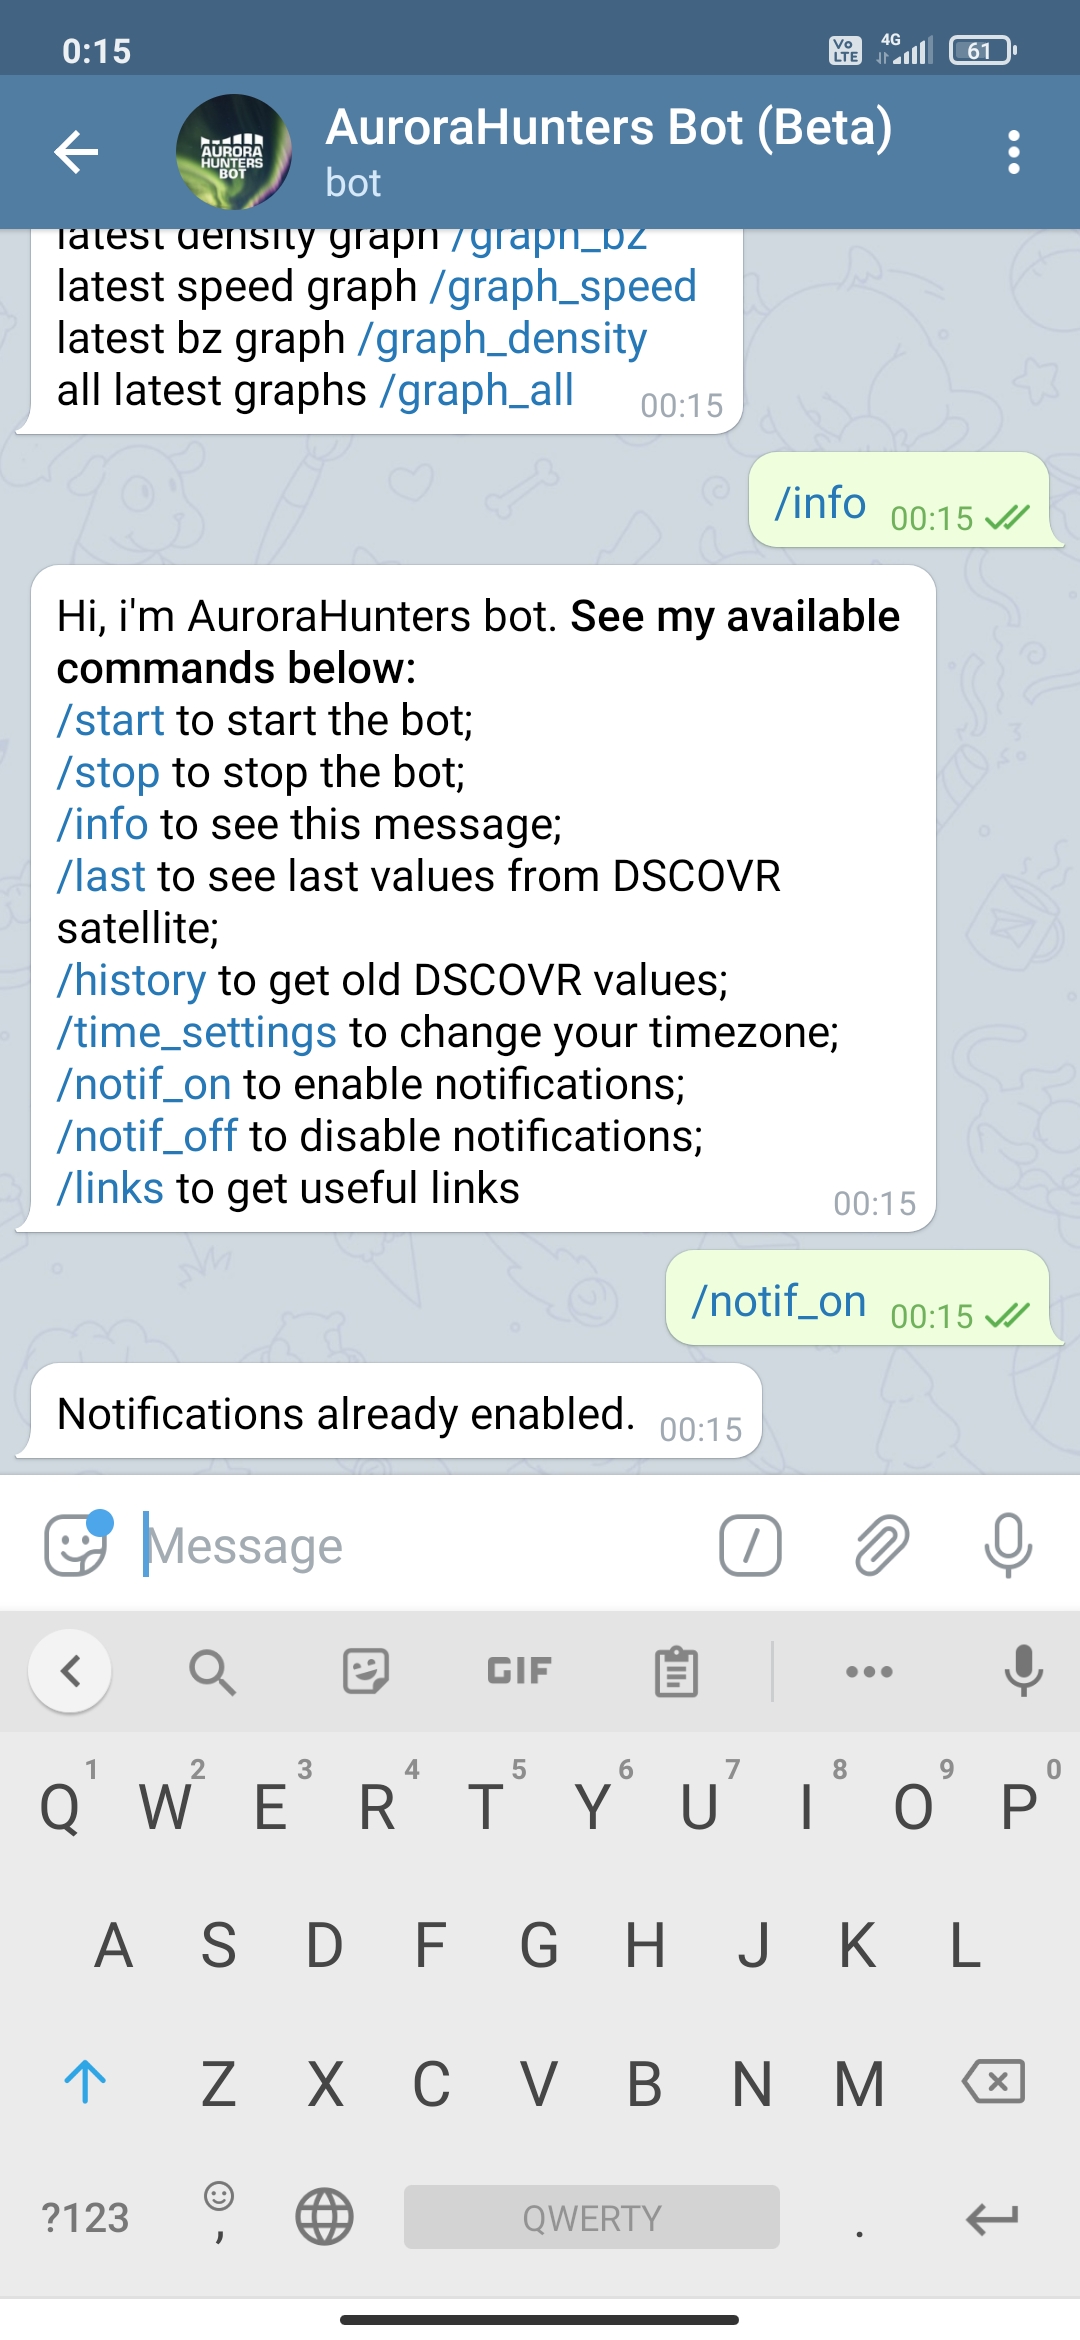 0:15
Vo LTE 4G 61
AURORA
HUNTERS
BOT
AuroraHunters Bot (Beta)
bot
latest density graph /graph_bz
latest speed graph /graph_speed
latest bz graph /graph_density
all latest graphs /graph_all 00:15
/info 00:15
Hi, i'm AuroraHunters bot. See my available
commands below:
/start to start the bot;
/stop to stop the bot;
/info to see this message;
/last to see last values from DSCOVR
satellite;
/history to get old DSCOVR values;
/time_settings to change your timezone;
/notif_on to enable notifications;
/notif_off to disable notifications;
/links to get useful links 00:15
/notif_on 00:15
Notifications already enabled. 00:15
Message /
GIF
1 2 3 4 5 6 7 8 9 0
Q W E R T Y U I O P
A S D F G H J K L
Z X C V B N M
?123 , QWERTY .